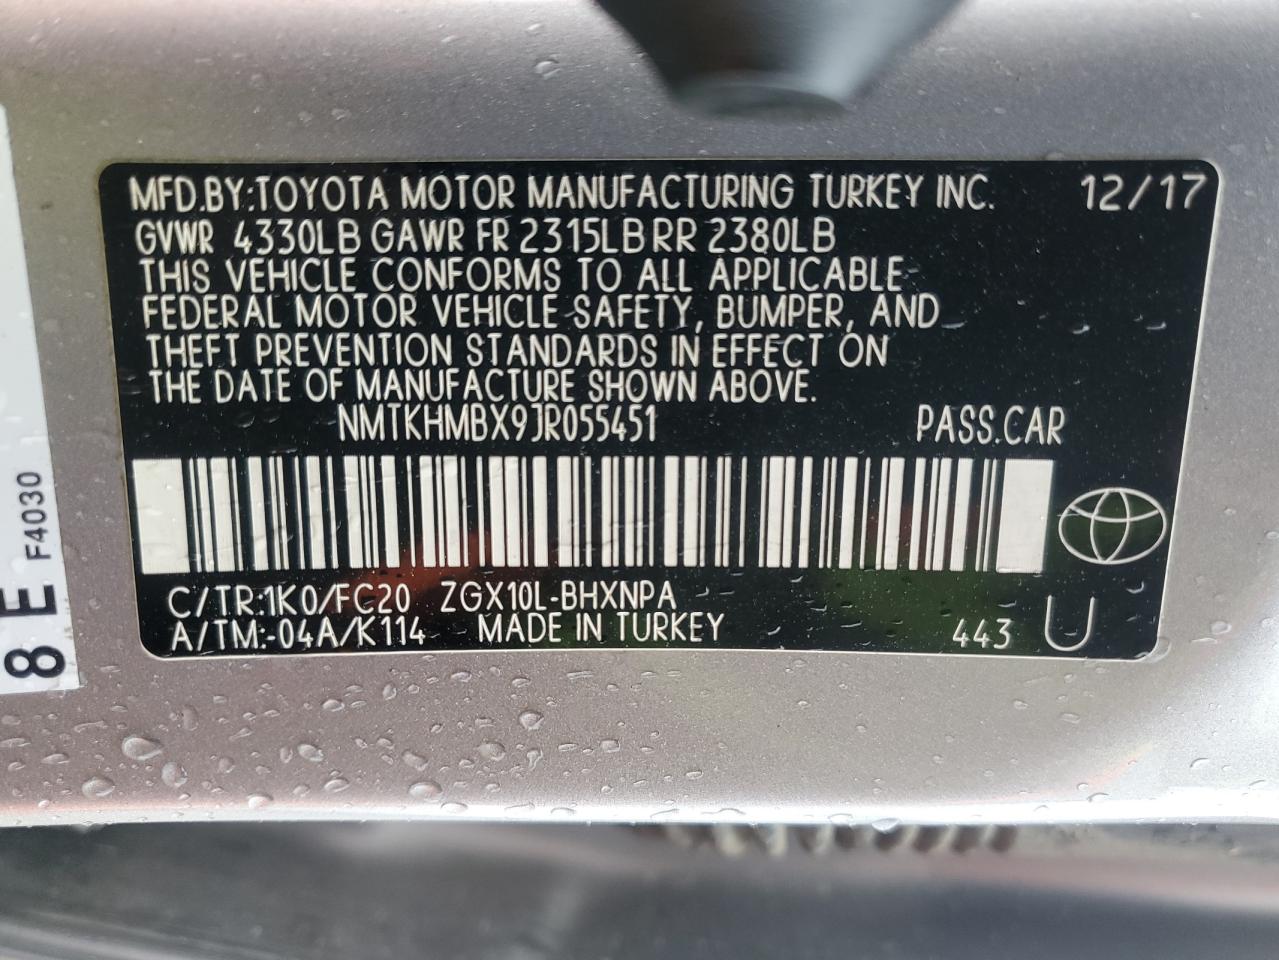 MFD.BY:TOYOTA MOTOR MANUFACTURING TURKEY INC. 12/17
GVWR 4330LB GAWR FR 2315LB RR 2380LB
THIS VEHICLE CONFORMS TO ALL APPLICABLE
FEDERAL MOTOR VEHICLE SAFETY, BUMPER, AND
THEFT PREVENTION STANDARDS IN EFFECT ON
THE DATE OF MANUFACTURE SHOWN ABOVE.
NMTKHMBX9JR055451 PASS.CAR
C/TR:1K0/FC20 ZGX10L-BHXNPA
A/TM:-04A/K114 MADE IN TURKEY 443 U
F4030
8 E